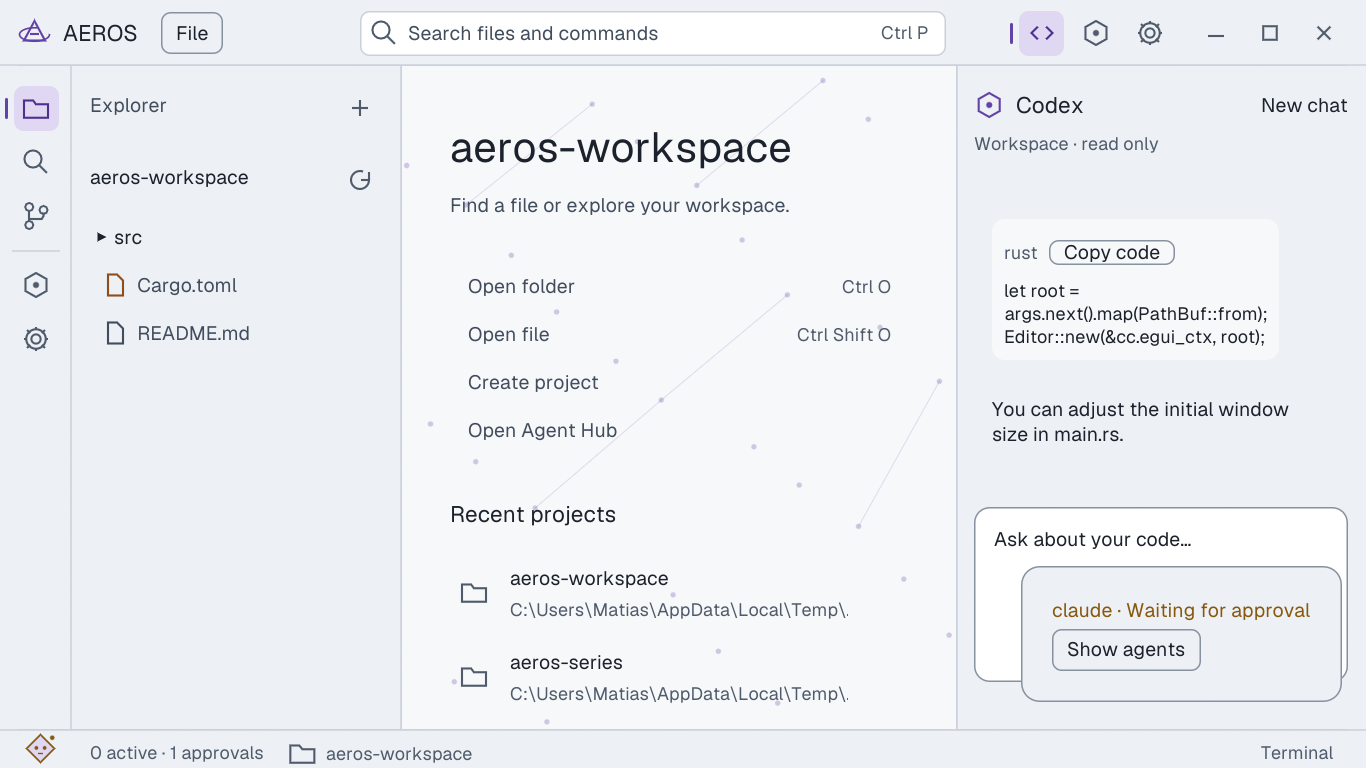 AEROS File Search files and commands Ctrl P
Explorer
aeros-workspace
src
Cargo.toml
README.md
aeros-workspace
Find a file or explore your workspace.
Open folder Ctrl O
Open file Ctrl Shift O
Create project
Open Agent Hub
Recent projects
aeros-workspace
C:\Users\Matias\AppData\Local\Temp\.
aeros-series
C:\Users\Matias\AppData\Local\Temp\.
Codex New chat
Workspace · read only
rust Copy code
let root =
args.next().map(PathBuf::from);
Editor::new(&cc.egui_ctx, root);
You can adjust the initial window
size in main.rs.
Ask about your code…
claude · Waiting for approval
Show agents
0 active · 1 approvals aeros-workspace Terminal